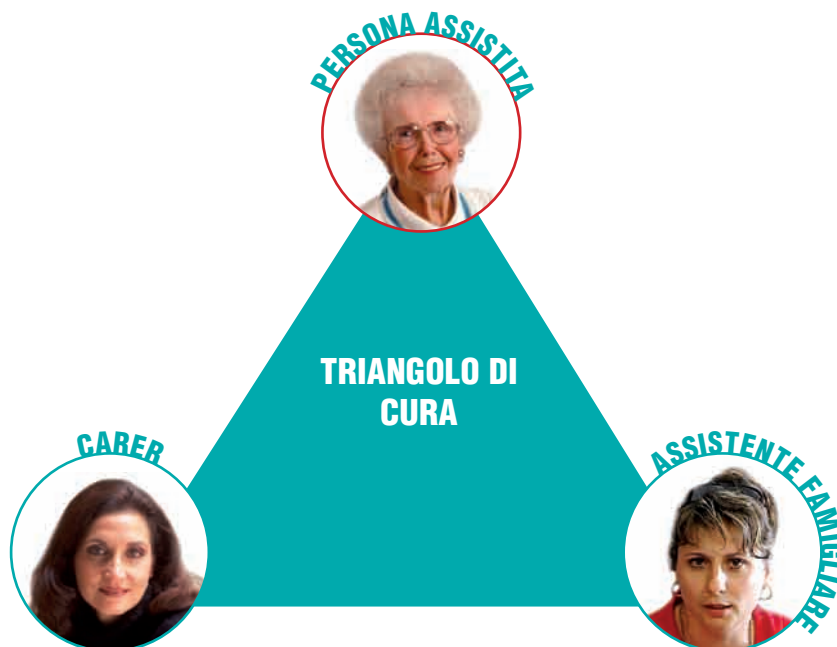 PERSONA ASSISTITA
TRIANGOLO DI
CURA
CARER
ASSISTENTE FAMIGLIARE